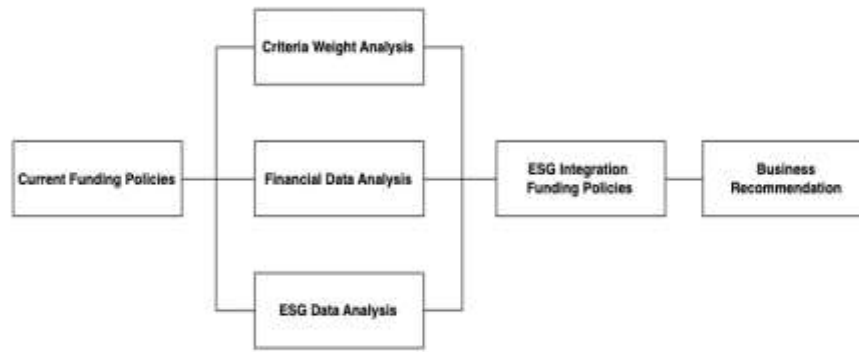 Criteria Weight Analysis
Current Funding Policies
Financial Data Analysis
ESG Integration
Funding Policies
Business
Recommendation
ESG Data Analysis